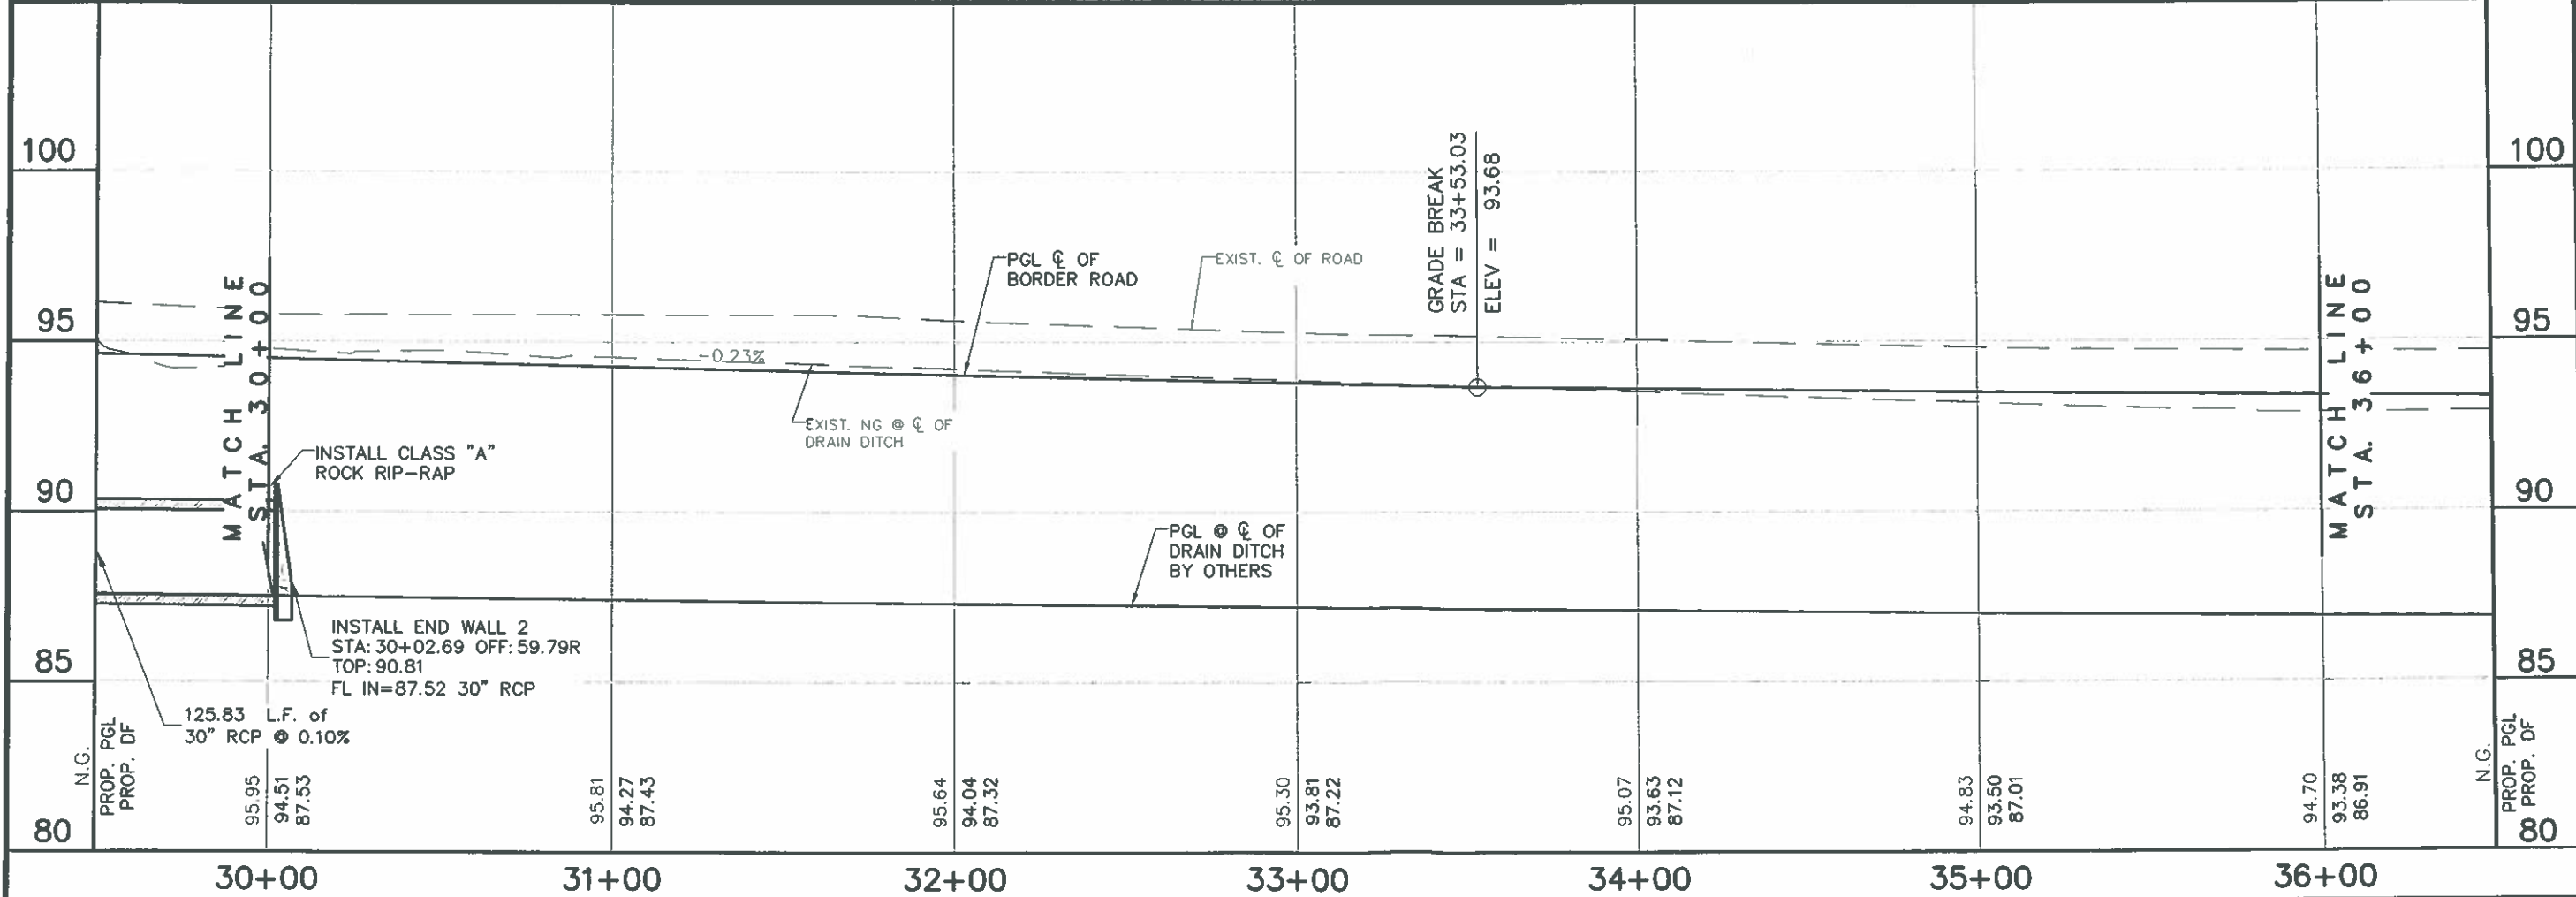 100
95
90
85
80
N.G.
PROP. PGL
PROP. DF
MATCH LINE
STA. 30+00
INSTALL CLASS "A"
ROCK RIP-RAP
INSTALL END WALL 2
STA: 30+02.69 OFF: 59.79R
TOP: 90.81
FL IN=87.52 30" RCP
125.83 L.F. of
30" RCP @ 0.10%
-0.23%
EXIST. NG @ ℄ OF
DRAIN DITCH
PGL ℄ OF
BORDER ROAD
EXIST. ℄ OF ROAD
PGL @ ℄ OF
DRAIN DITCH
BY OTHERS
GRADE BREAK
STA = 33+53.03
ELEV = 93.68
MATCH LINE
STA. 36+00
95.95
94.51
87.53
95.81
94.27
87.43
95.64
94.04
87.32
95.30
93.81
87.22
95.07
93.63
87.12
94.83
93.50
87.01
94.70
93.38
86.91
100
95
90
85
80
N.G.
PROP. PGL
PROP. DF
30+00
31+00
32+00
33+00
34+00
35+00
36+00